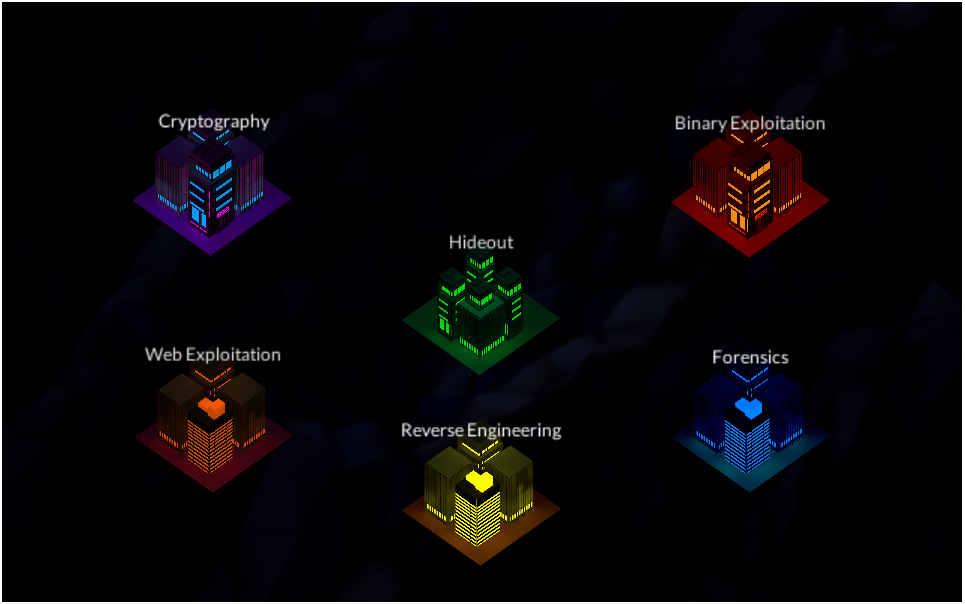 Cryptography
Binary Exploitation
Hideout
Web Exploitation
Forensics
Reverse Engineering